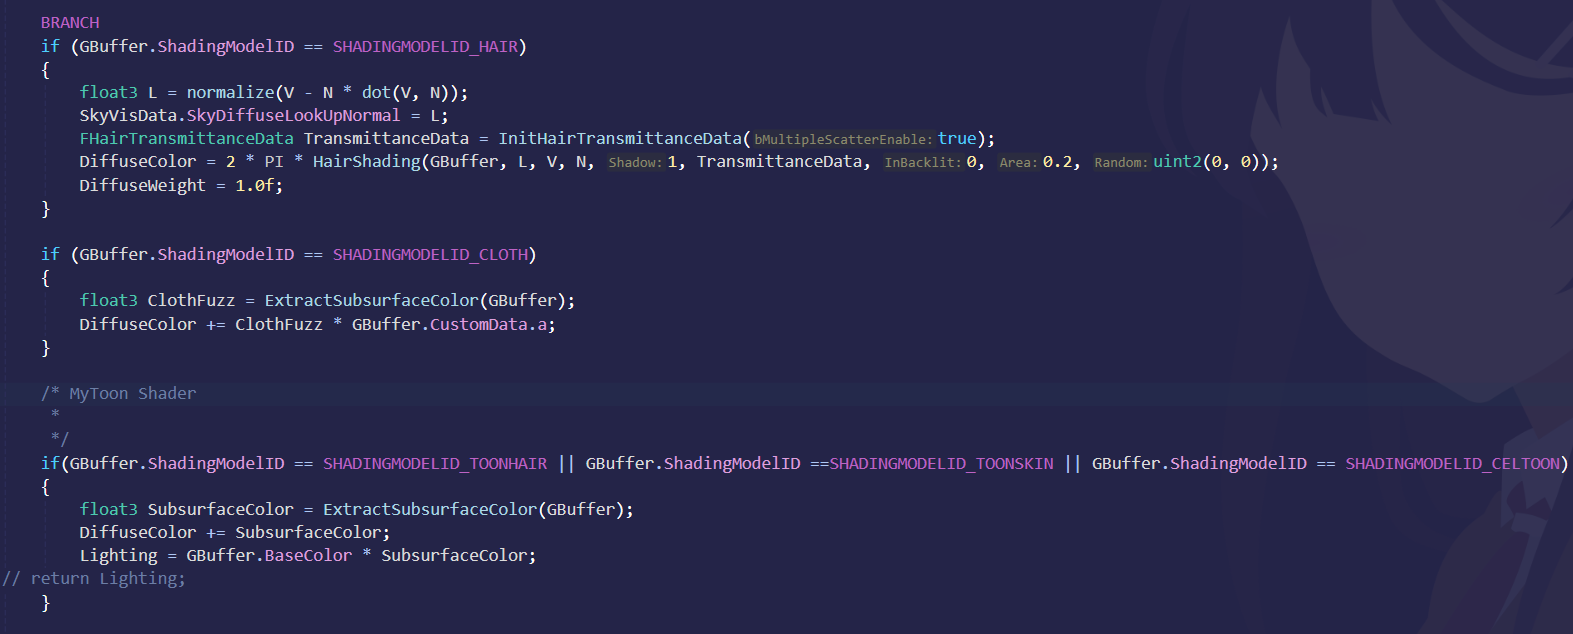 BRANCH
if (GBuffer.ShadingModelID == SHADINGMODELID_HAIR)
{
float3 L = normalize(V - N * dot(V, N));
SkyVisData.SkyDiffuseLookUpNormal = L;
FHairTransmittanceData TransmittanceData = InitHairTransmittanceData( bMultipleScatterEnable: true);
DiffuseColor = 2 * PI * HairShading(GBuffer, L, V, N, Shadow: 1, TransmittanceData, InBacklit: 0, Area: 0.2, Random: uint2(0, 0));
DiffuseWeight = 1.0f;
}
if (GBuffer.ShadingModelID == SHADINGMODELID_CLOTH)
{
float3 ClothFuzz = ExtractSubsurfaceColor(GBuffer);
DiffuseColor += ClothFuzz * GBuffer.CustomData.a;
}
/* MyToon Shader
*
*/
if(GBuffer.ShadingModelID == SHADINGMODELID_TOONHAIR || GBuffer.ShadingModelID ==SHADINGMODELID_TOONSKIN || GBuffer.ShadingModelID == SHADINGMODELID_CELTOON)
{
float3 SubsurfaceColor = ExtractSubsurfaceColor(GBuffer);
DiffuseColor += SubsurfaceColor;
Lighting = GBuffer.BaseColor * SubsurfaceColor;
// return Lighting;
}